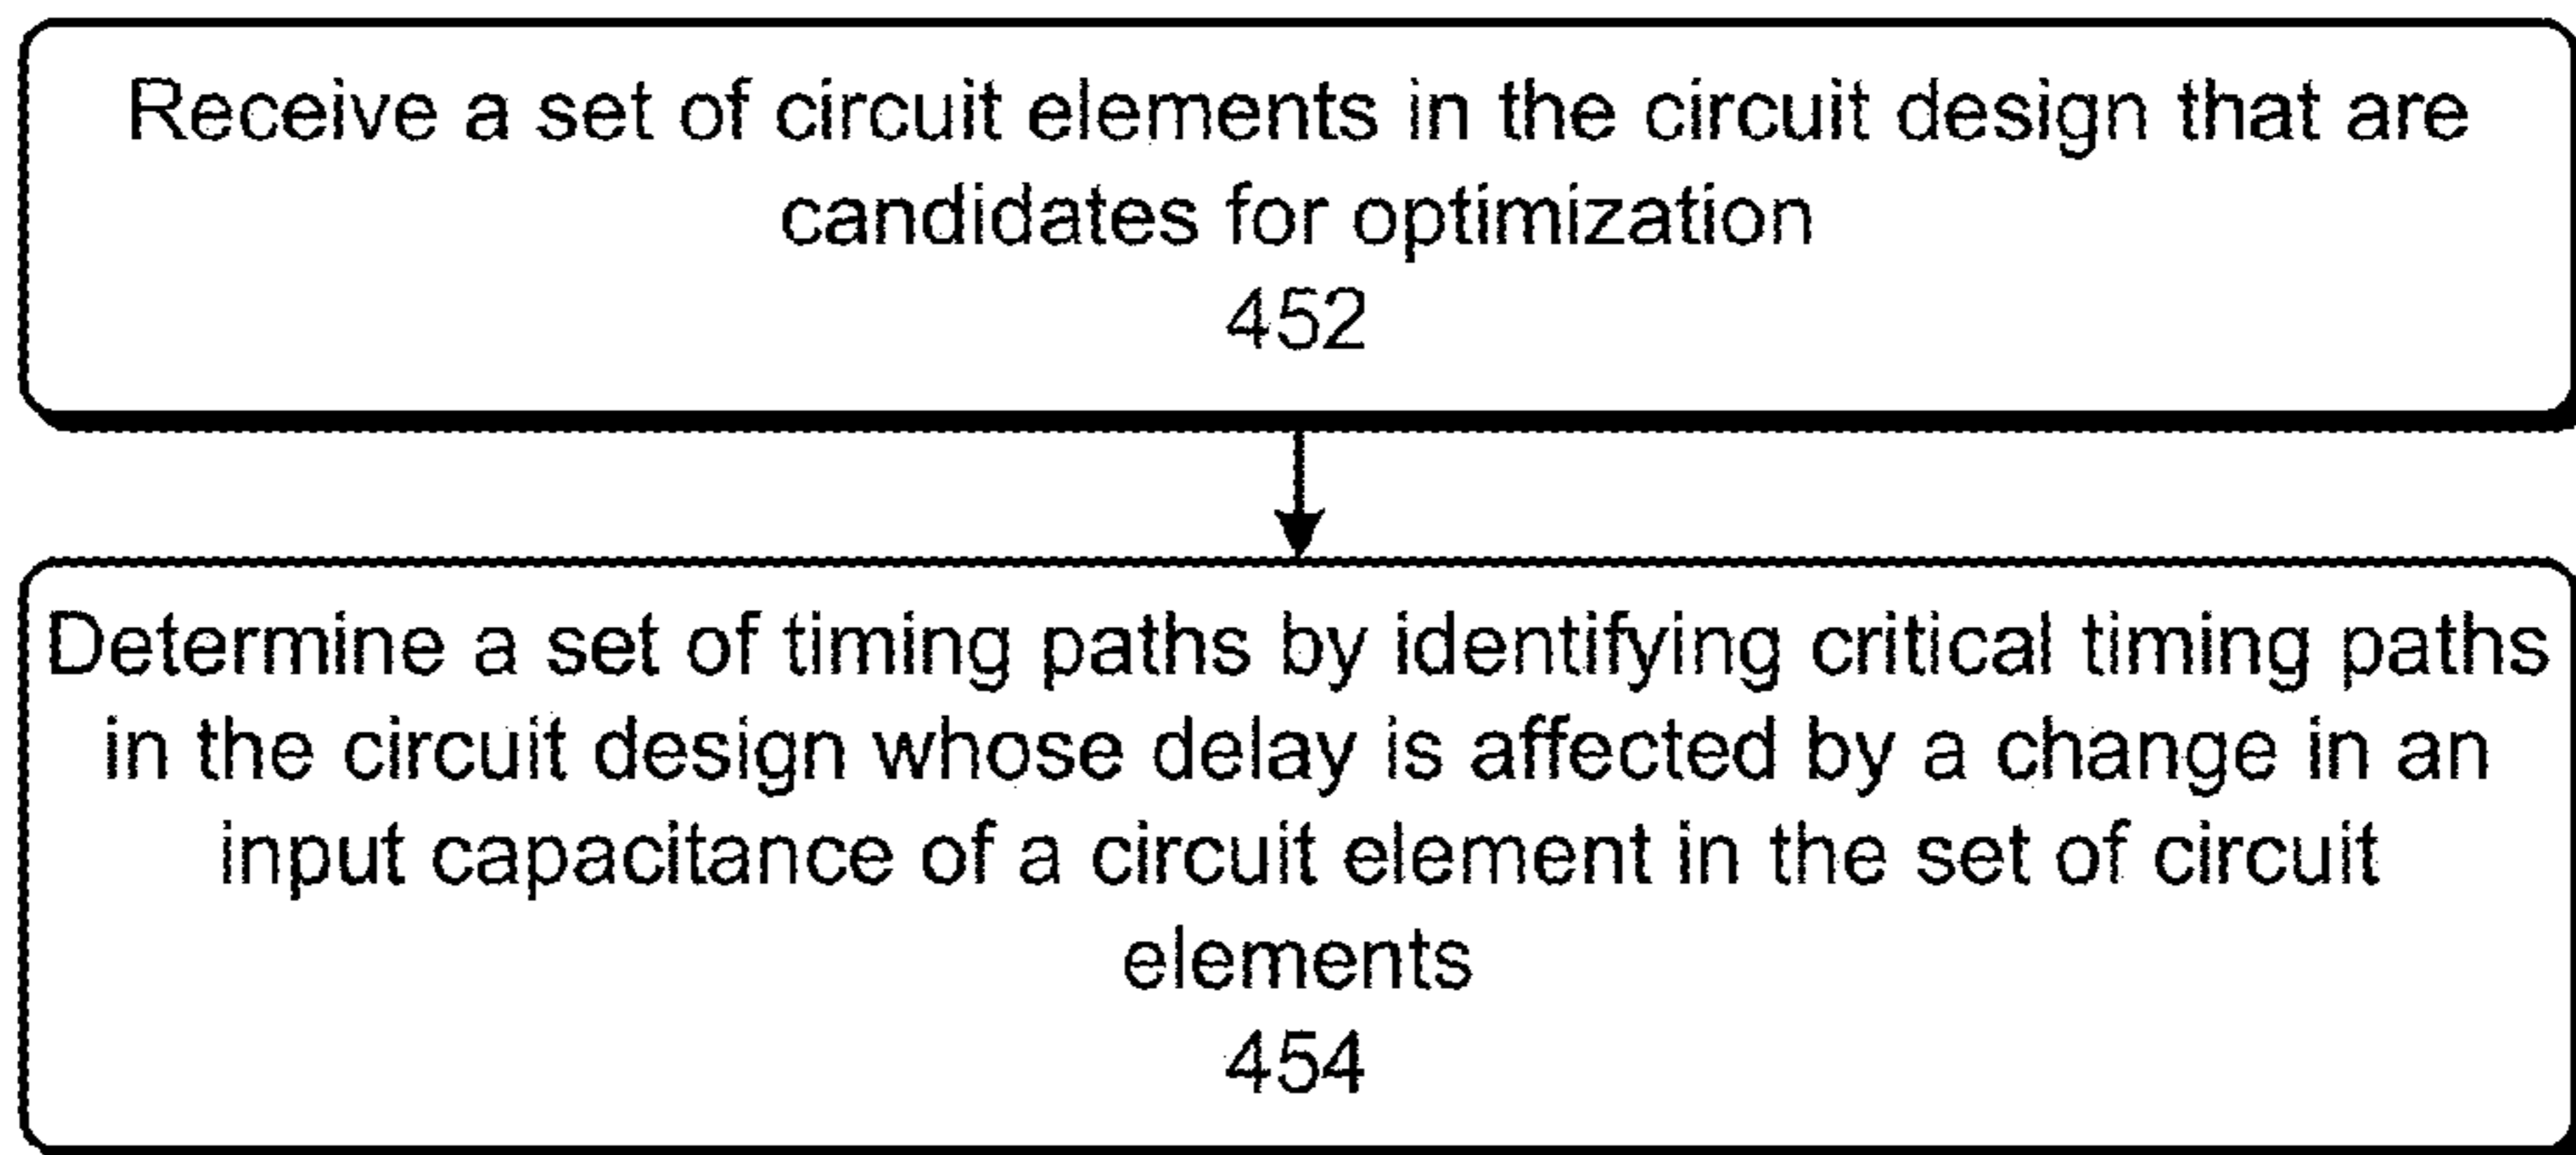 Receive a set of circuit elements in the circuit design that are
candidates for optimization
452
Determine a set of timing paths by identifying critical timing paths
in the circuit design whose delay is affected by a change in an
input capacitance of a circuit element in the set of circuit
elements
454